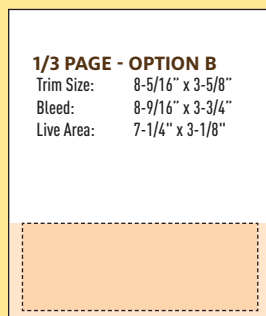 1/3 PAGE - OPTION B
Trim Size: 8-5/16” x 3-5/8”
Bleed: 8-9/16” x 3-3/4”
Live Area: 7-1/4" x 3-1/8"